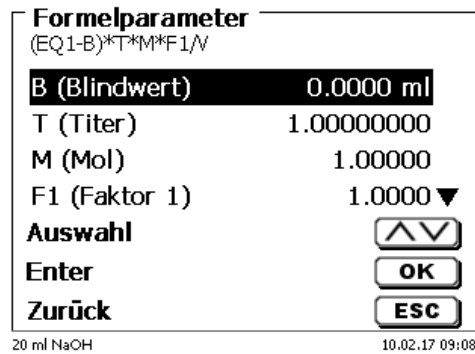 Formelparameter
(EQ1-B)*T*M*F1/V
B (Blindwert) 0.0000 ml
T (Titer) 1.00000000
M (Mol) 1.00000
F1 (Faktor 1) 1.0000 ▼
Auswahl
Enter OK
Zurück ESC
20 ml NaOH 10.02.17 09:08